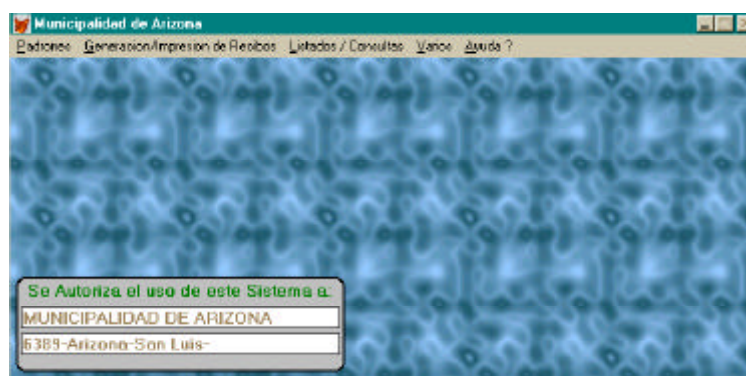 Municipalidad de Arizona
Padrones Generacion/Impresion de Recibos Listados / Consultas Varios Ayuda ?
Se Autoriza el uso de este Sistema a:
MUNICIPALIDAD DE ARIZONA
6389-Arizona-San Luis-